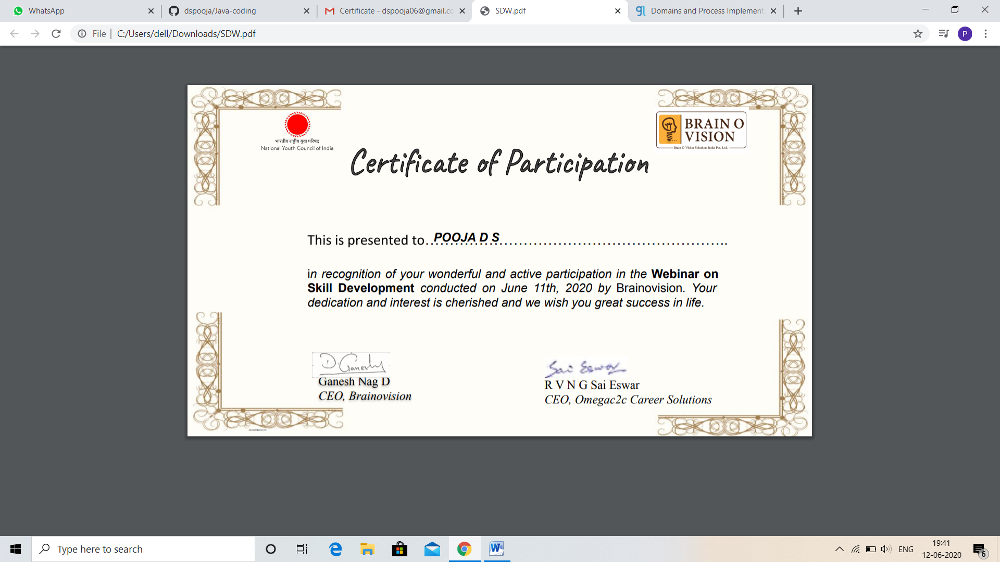 WhatsApp
dspooja/Java-coding
Certificate - dspooja06@gmail.co
SDW.pdf
Domains and Process Implement
File
C:/Users/dell/Downloads/SDW.pdf
P
भारतीय राष्ट्रीय युवा परिषद
National Youth Council of India
BRAIN O
VISION
Brain O Vision Solutions India Pvt. Ltd...
Certificate of Participation
This is presented to..POOJA D S.......................................................
in recognition of your wonderful and active participation in the Webinar on
Skill Development conducted on June 11th, 2020 by Brainovision. Your
dedication and interest is cherished and we wish you great success in life.
D. Ganesh
Ganesh Nag D
CEO, Brainovision
Sai Eswar
R V N G Sai Eswar
CEO, Omegac2c Career Solutions
Type here to search
ENG
19:41
12-06-2020
6